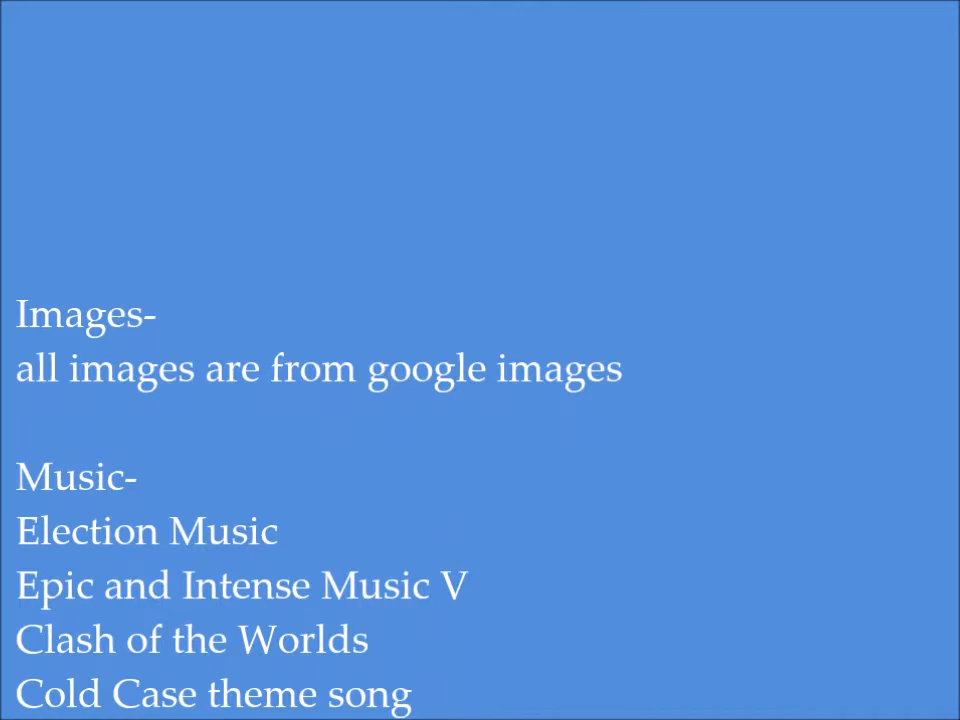 Images-
all images are from google images
Music-
Election Music
Epic and Intense Music V
Clash of the Worlds
Cold Case theme song